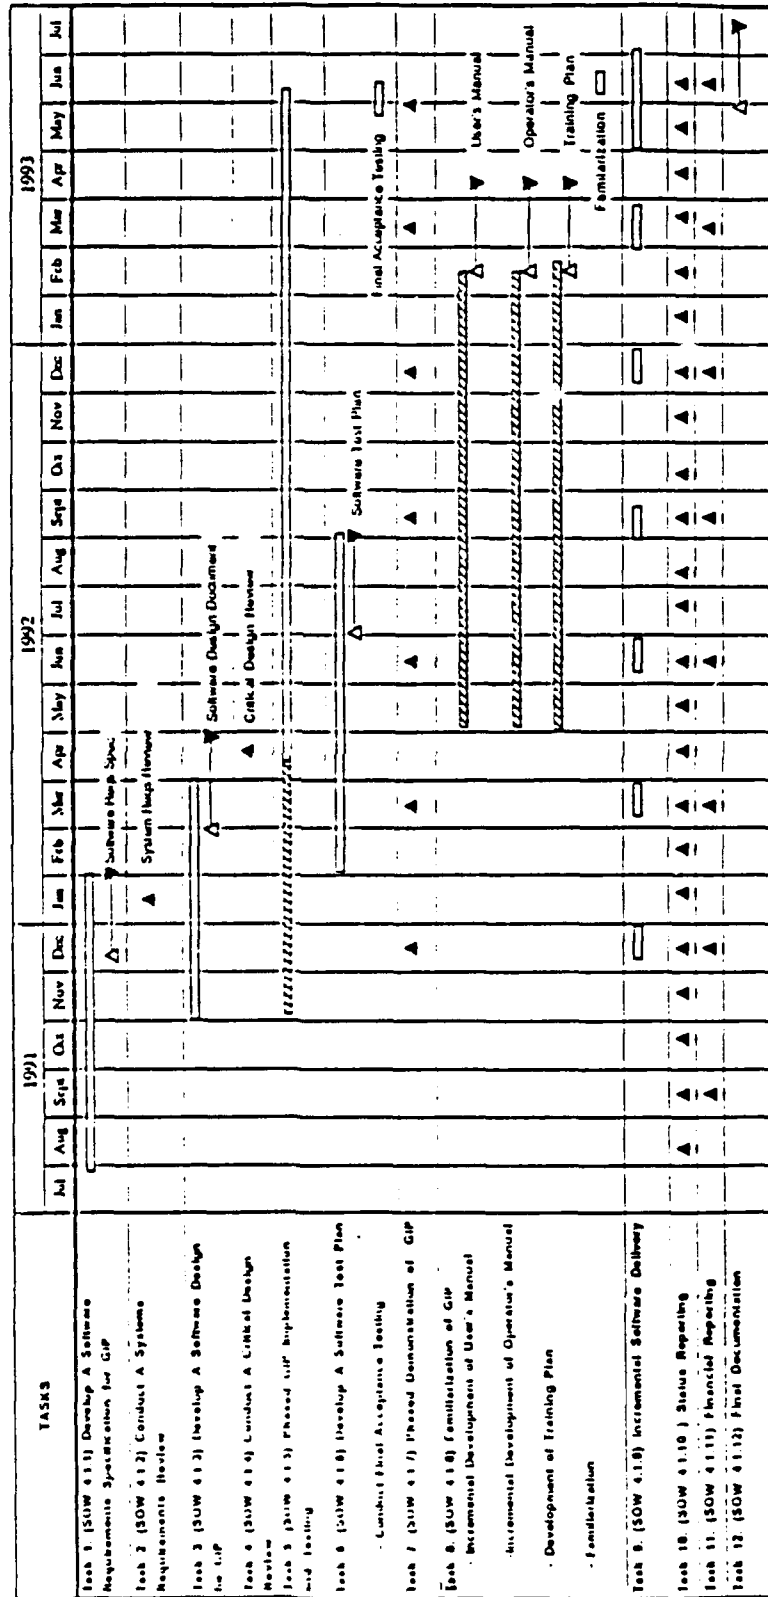 1991 1992 1993
TASKS Jul Aug Sept Oct Nov Dec Jan Feb Mar Apr May Jun Jul Aug Sept Oct Nov Dec Jan Feb Mar Apr May Jun Jul
Task 1. (SOW 4.1.1) Develop A Software
Requirements Specification for GIP
Software Rqmp Spec
Task 2 (SOW 4.1.2) Conduct A Systems
Requirements Review
System Rqmp Review
Task 3 (SOW 4.1.3) Develop A Software Design
for GIP
Software Design Document
Task 4 (SOW 4.1.4) Conduct A Critical Design
Review
Critical Design Review
Task 5 (SOW 4.1.5) Phased GIP Implementation
and Testing
Task 6 (SOW 4.1.6) Develop A Software Test Plan
Software Test Plan
- Conduct Final Acceptance Testing
Final Acceptance Testing
Task 7 (SOW 4.1.7) Phased Demonstration of GIP
Task 8. (SOW 4.1.8) Familiarization of GIP
- Incremental Development of User's Manual
User's Manual
- Incremental Development of Operator's Manual
Operator's Manual
- Development of Training Plan
Training Plan
- Familiarization
Familiarization
Task 9. (SOW 4.1.9) Incremental Software Delivery
Task 10. (SOW 4.1.10 ) Status Reporting
Task 11. (SOW 4.1.11) Financial Reporting
Task 12. (SOW 4.1.12) Final Documentation